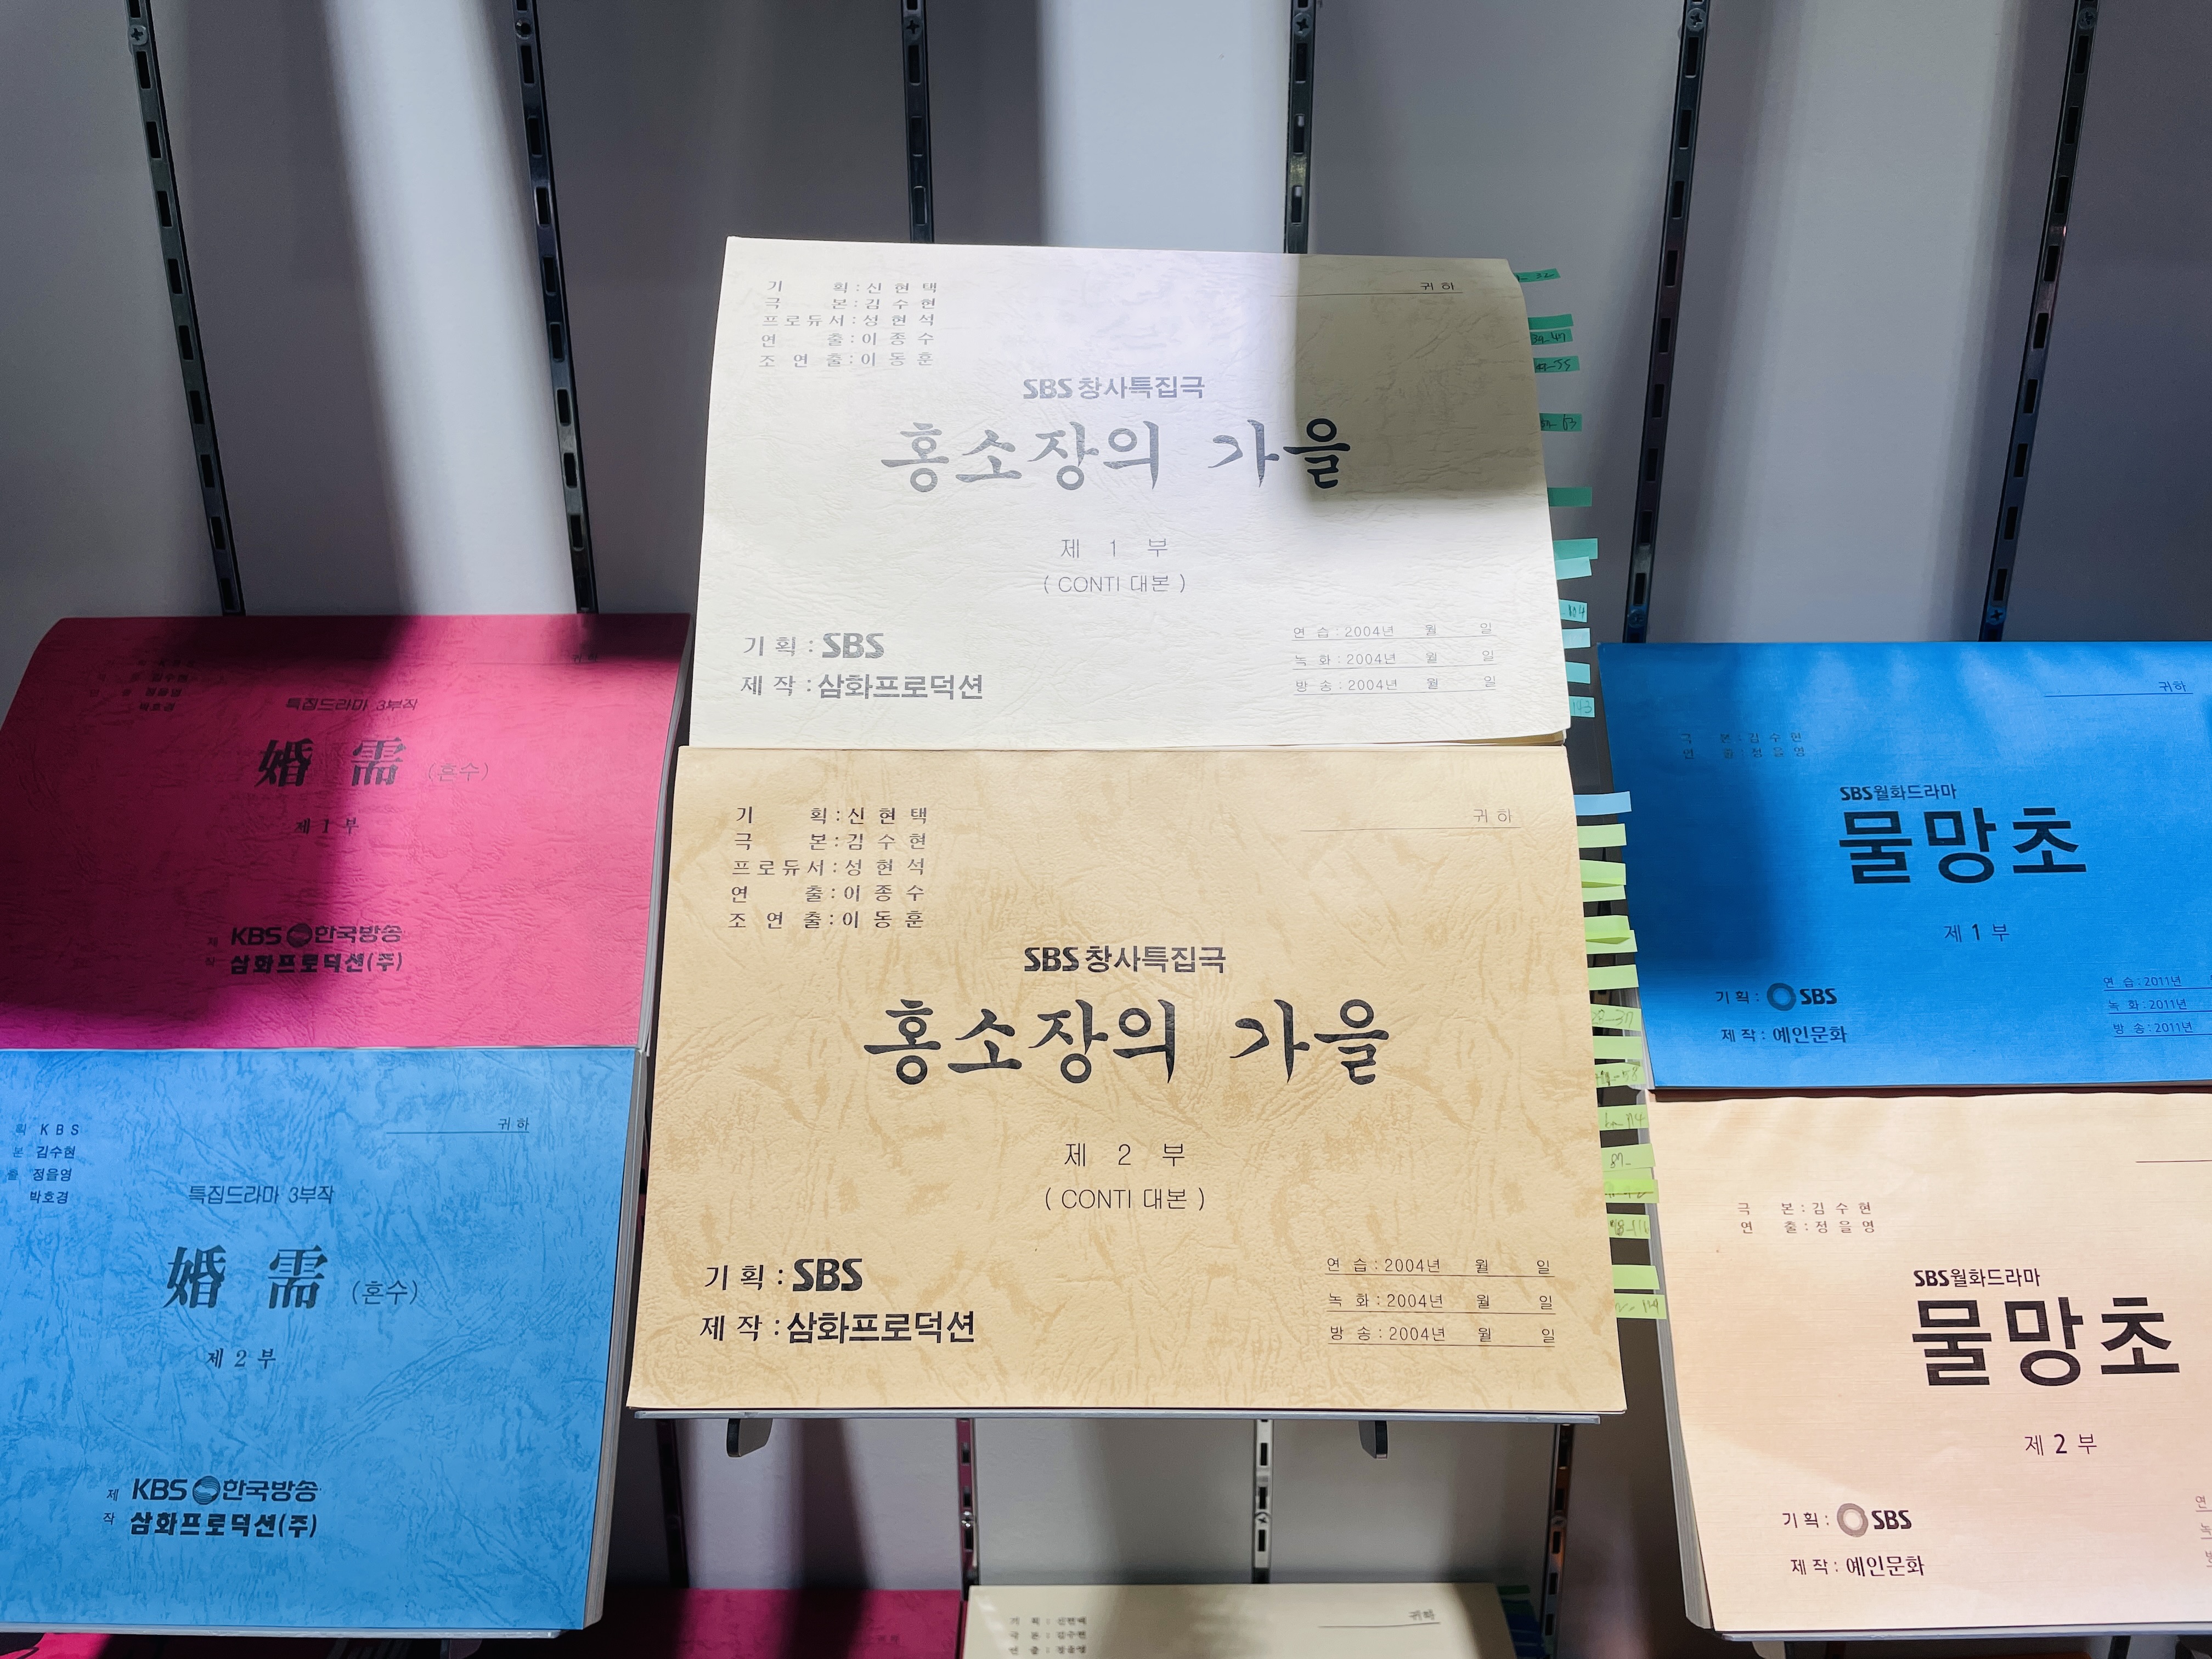 기 획 : 신 현 택
극 본 : 김 수 현
프로듀서 : 성 현 석
연 출 : 이 종 수
조 연 출 : 이 동 훈
귀 하
SBS 창사특집극
홍소장의 가을
제 1 부
( CONTI 대본 )
기 획 : SBS
제 작 : 삼화프로덕션
연 습 : 2004년 월 일
녹 화 : 2004년 월 일
방 송 : 2004년 월 일
기 획 : 신 현 택
극 본 : 김 수 현
프로듀서 : 성 현 석
연 출 : 이 종 수
조 연 출 : 이 동 훈
귀 하
SBS 창사특집극
홍소장의 가을
제 2 부
( CONTI 대본 )
기 획 : SBS
제 작 : 삼화프로덕션
연 습 : 2004년 월 일
녹 화 : 2004년 월 일
방 송 : 2004년 월 일
귀하
특집드라마 3부작
婚 需 (혼수)
제 1 부
제 KBS 한국방송
작 삼화프로덕션(주)
획 KBS
본 김수현
출 정을영
박호경
귀 하
특집드라마 3부작
婚 需 (혼수)
제 2 부
제 KBS 한국방송
작 삼화프로덕션(주)
귀하
극 본 : 김 수 현
연 출 : 정 을 영
SBS 월화드라마
물망초
제 1 부
기 획 : SBS
제 작 : 예인문화
연 습 : 2011년
녹 화 : 2011년
방 송 : 2011년
극 본 : 김 수 현
연 출 : 정 을 영
SBS 월화드라마
물망초
제 2 부
기 획 : SBS
제 작 : 예인문화
연
귀하